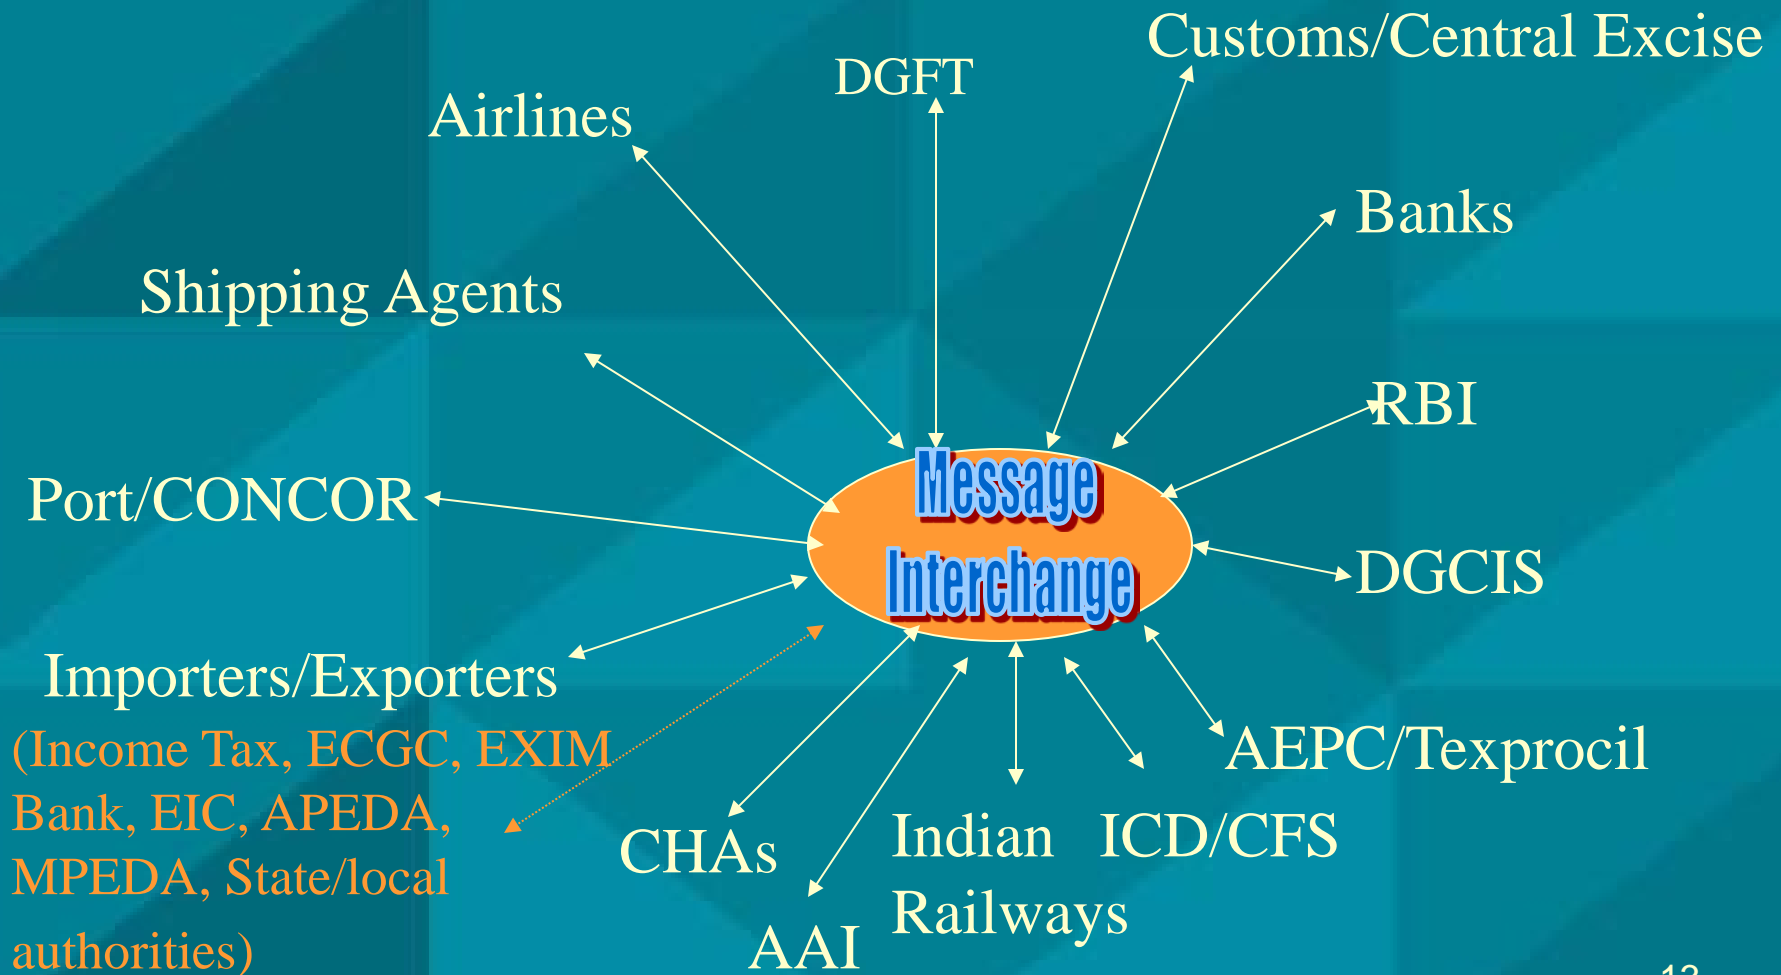 Customs/Central Excise
DGFT
Airlines
Banks
Shipping Agents
RBI
Message
Port/CONCOR
Interchange
DGCIS
Importers/Exporters
(Income Tax, ECGC, EXIM
Bank, EIC, APEDA,
MPEDA, State/local
authorities)
AEPC/Texprocil
CHAs
Indian
Railways
ICD/CFS
AAI